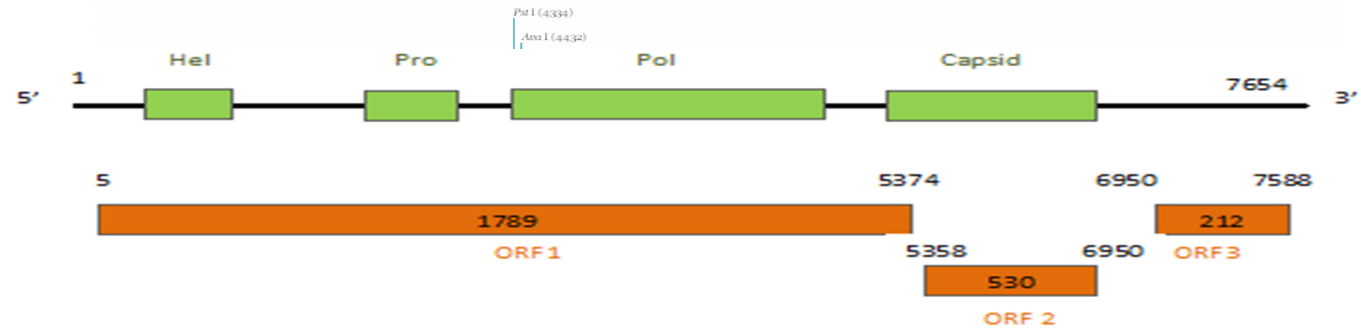 Pst I (4334)
Ava I (4432)
Hel Pro Pol Capsid
1 7654
5’ 3’
5 5374 6950 7588
1789 212
ORF1 5358 6950 ORF3
530
ORF 2